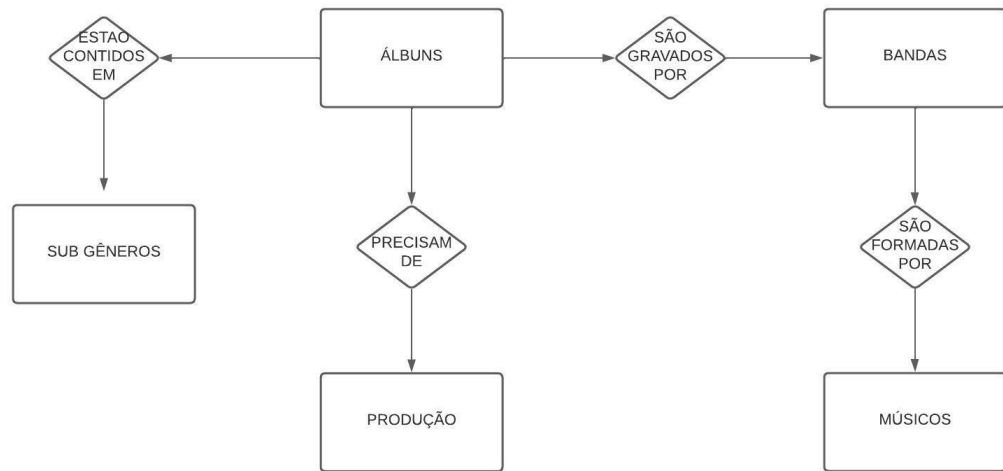 ESTAO
CONTIDOS
EM
ÁLBUNS
SÃO
GRAVADOS
POR
BANDAS
SUB GÊNEROS
PRECISAM
DE
SÃO
FORMADAS
POR
PRODUÇÃO
MÚSICOS